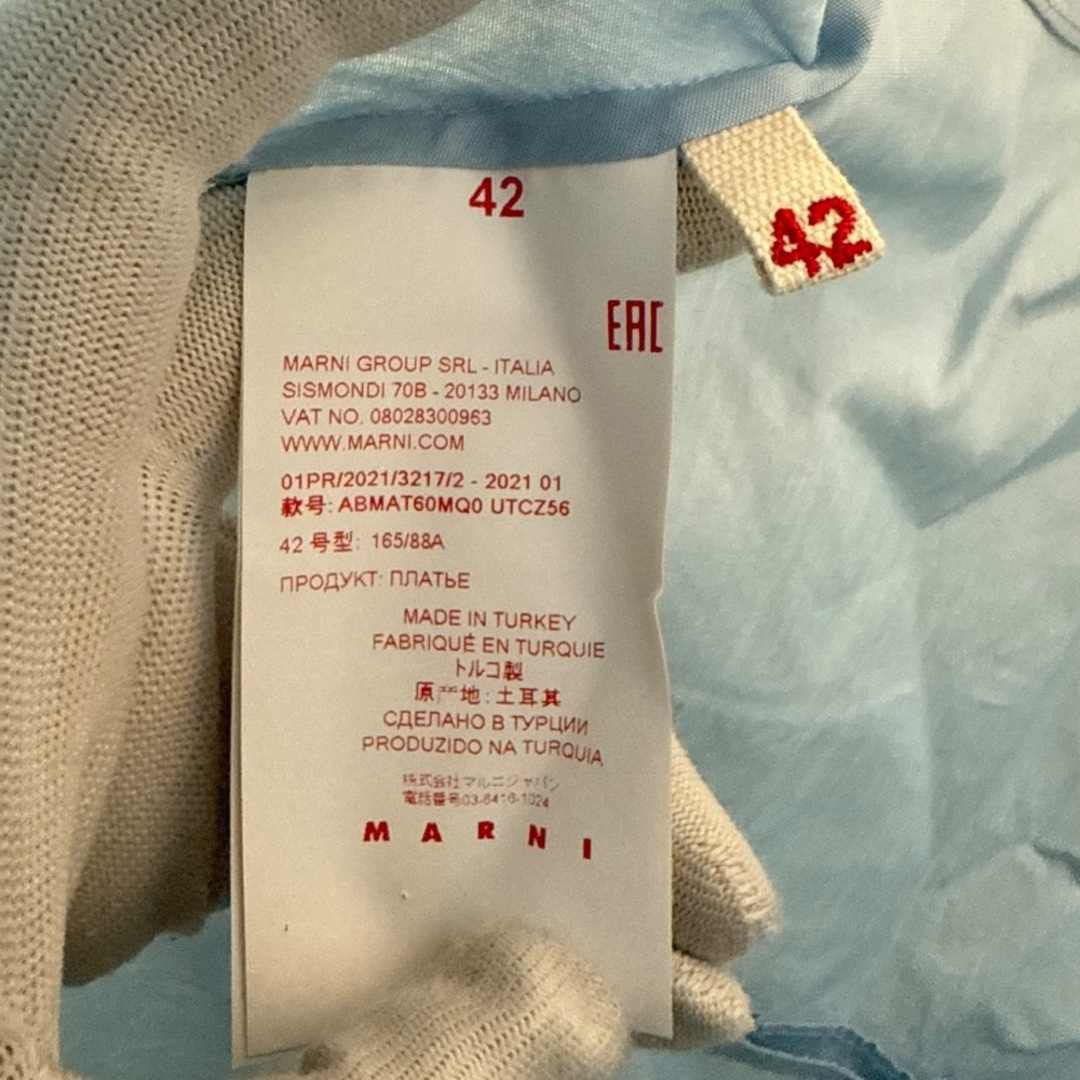 42
42
EAC
MARNI GROUP SRL - ITALIA
SISMONDI 70B - 20133 MILANO
VAT NO. 08028300963
WWW.MARNI.COM
01PR/2021/3217/2 - 2021 01
款号: ABMAT60MQ0 UTCZ56
42 号型: 165/88A
ПРОДУКТ: ПЛАТЬЕ
MADE IN TURKEY
FABRIQUÉ EN TURQUIE
トルコ製
原产地: 土耳其
СДЕЛАНО В ТУРЦИИ
PRODUZIDO NA TURQUIA
株式会社マルニジャパン
電話番号03-6416-1024
MARNI